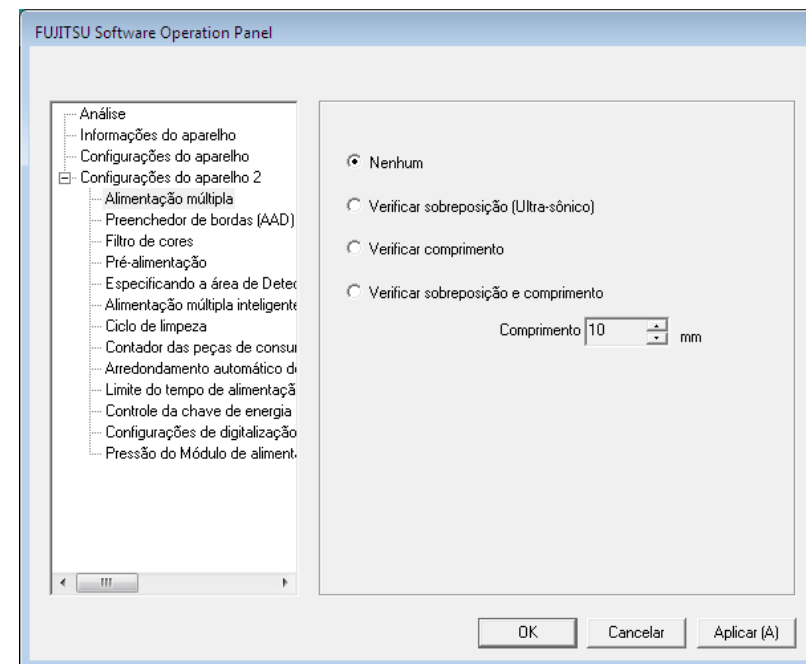 FUJITSU Software Operation Panel
Análise
Informações do aparelho
Configurações do aparelho
Configurações do aparelho 2
Alimentação múltipla
Preenchedor de bordas (AAD)
Filtro de cores
Pré-alimentação
Especificando a área de Detec
Alimentação múltipla inteligente
Ciclo de limpeza
Contador das peças de consu
Arredondamento automático d
Limite do tempo de alimentaçã
Controle da chave de energia
Configurações de digitalização
Pressão do Módulo de aliment
Nenhum
Verificar sobreposição (Ultra-sônico)
Verificar comprimento
Verificar sobreposição e comprimento
Comprimento 10 mm
OK Cancelar Aplicar (A)